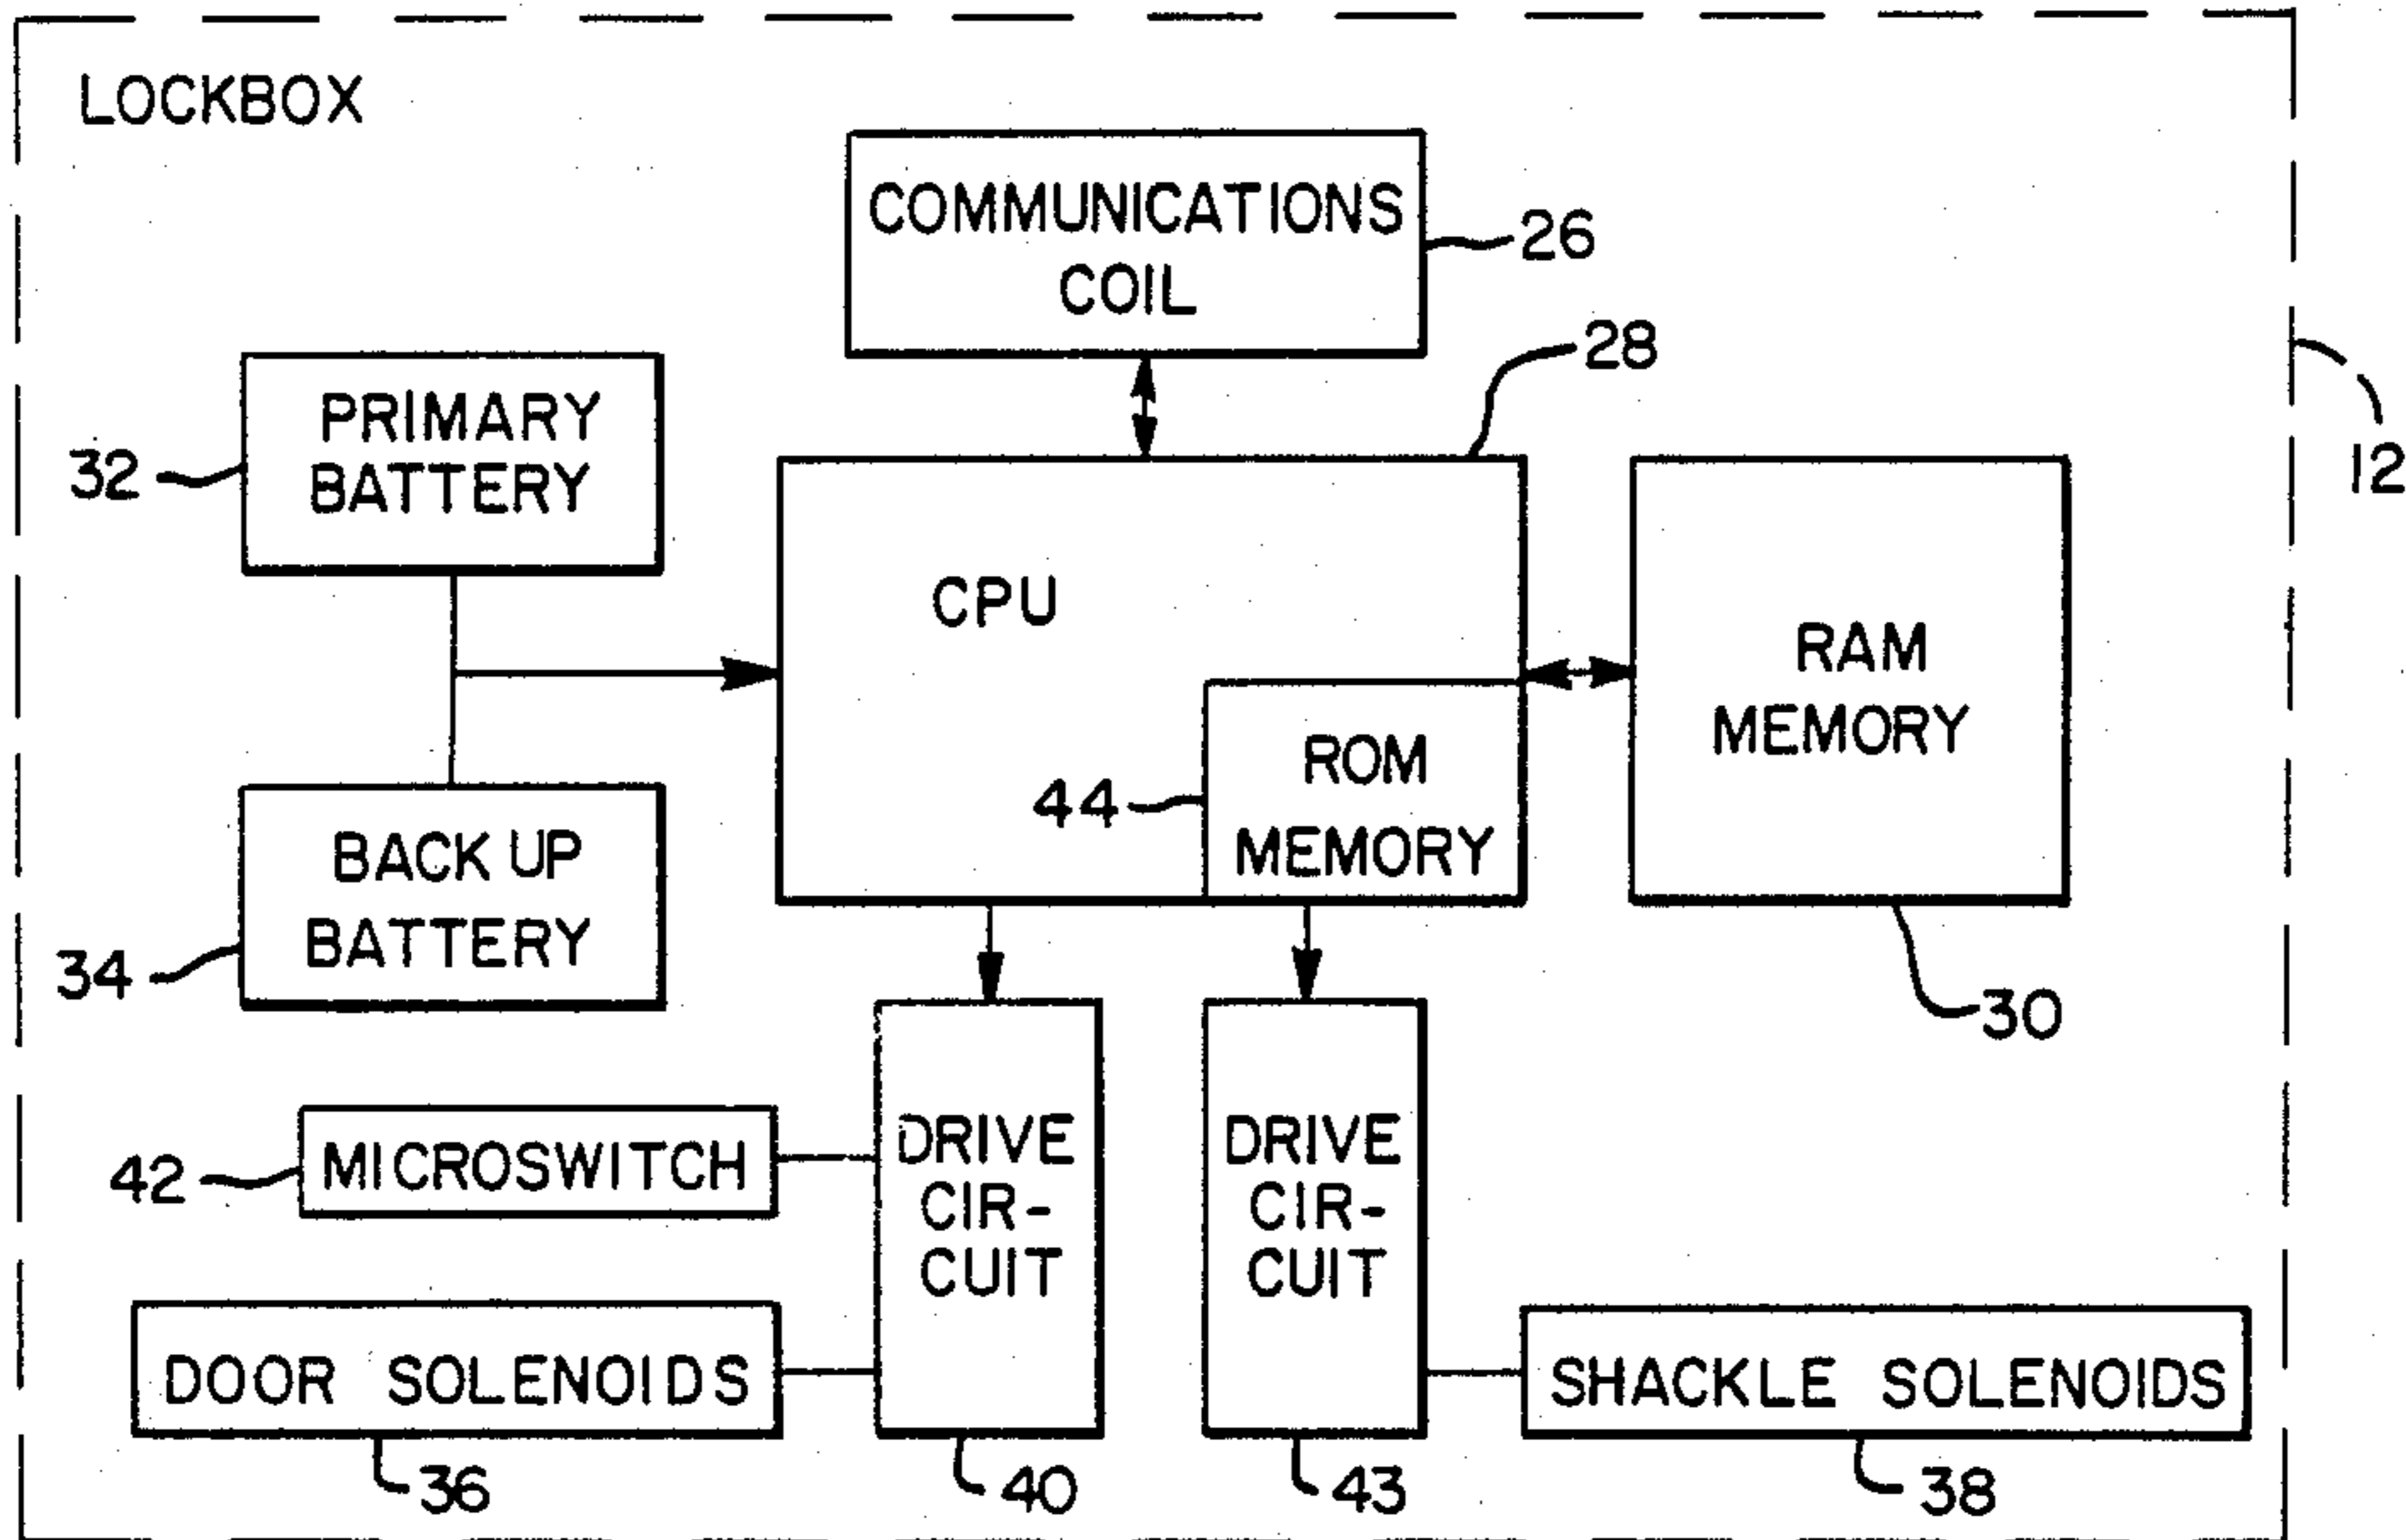 LOCKBOX
COMMUNICATIONS
COIL
26
28
PRIMARY
BATTERY
32
12
CPU
RAM
MEMORY
ROM
MEMORY
44
BACK UP
BATTERY
34
30
MICROSWITCH
42
DRIVE
CIR-
CUIT
DRIVE
CIR-
CUIT
DOOR SOLENOIDS
SHACKLE SOLENOIDS
36
40
43
38